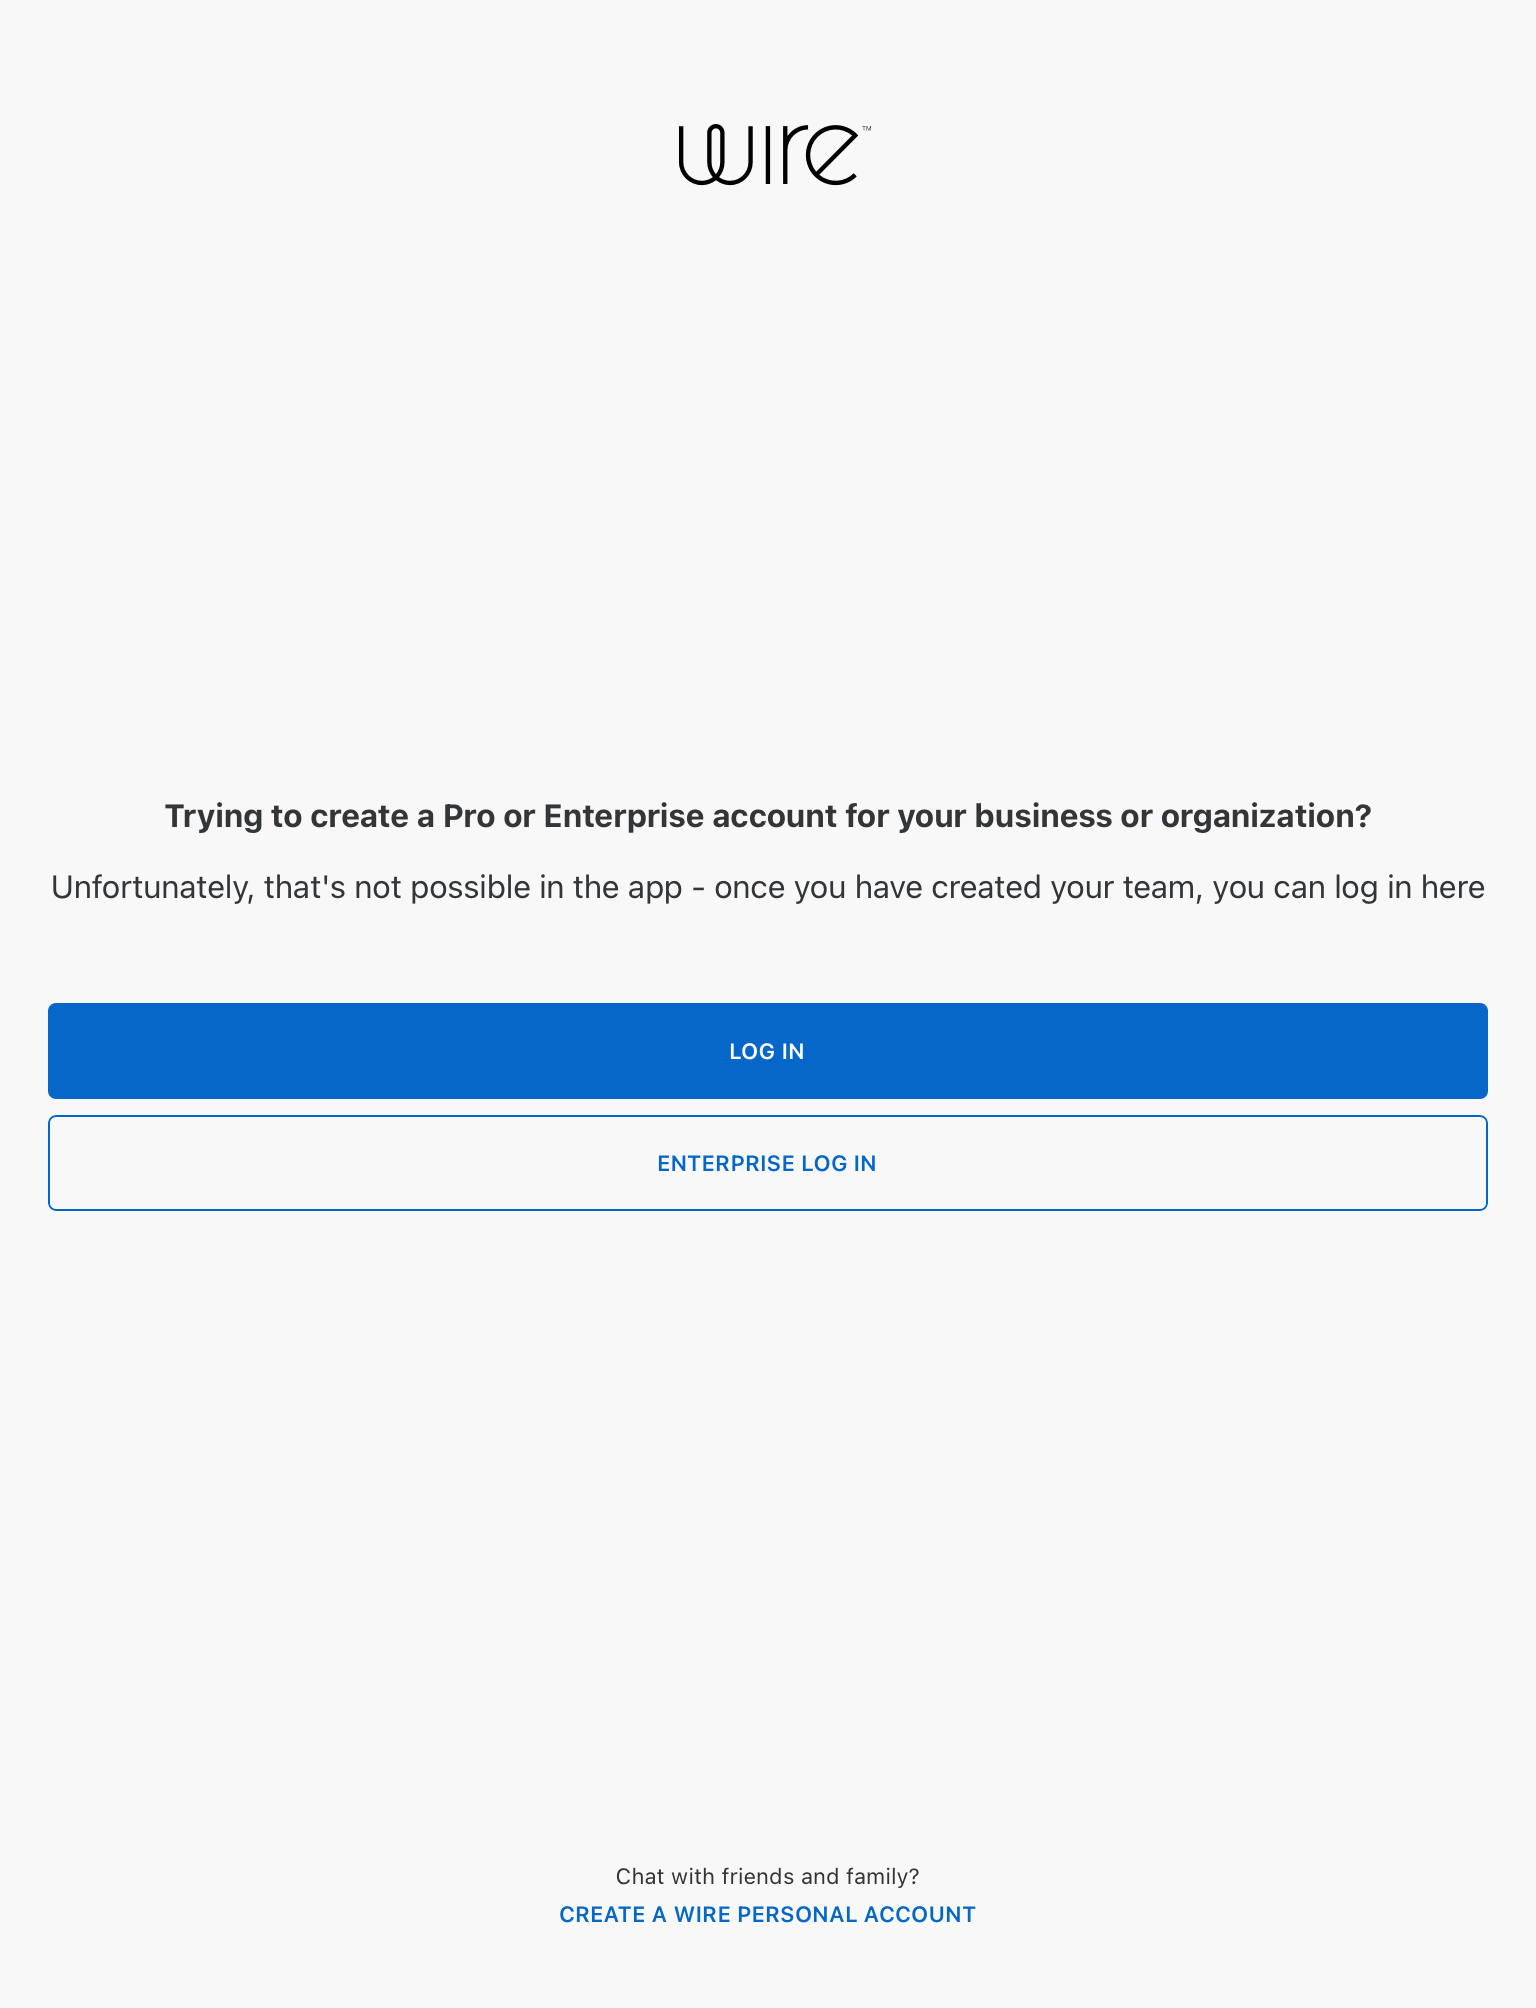 wire™
Trying to create a Pro or Enterprise account for your business or organization?
Unfortunately, that's not possible in the app - once you have created your team, you can log in here
LOG IN
ENTERPRISE LOG IN
Chat with friends and family?
CREATE A WIRE PERSONAL ACCOUNT